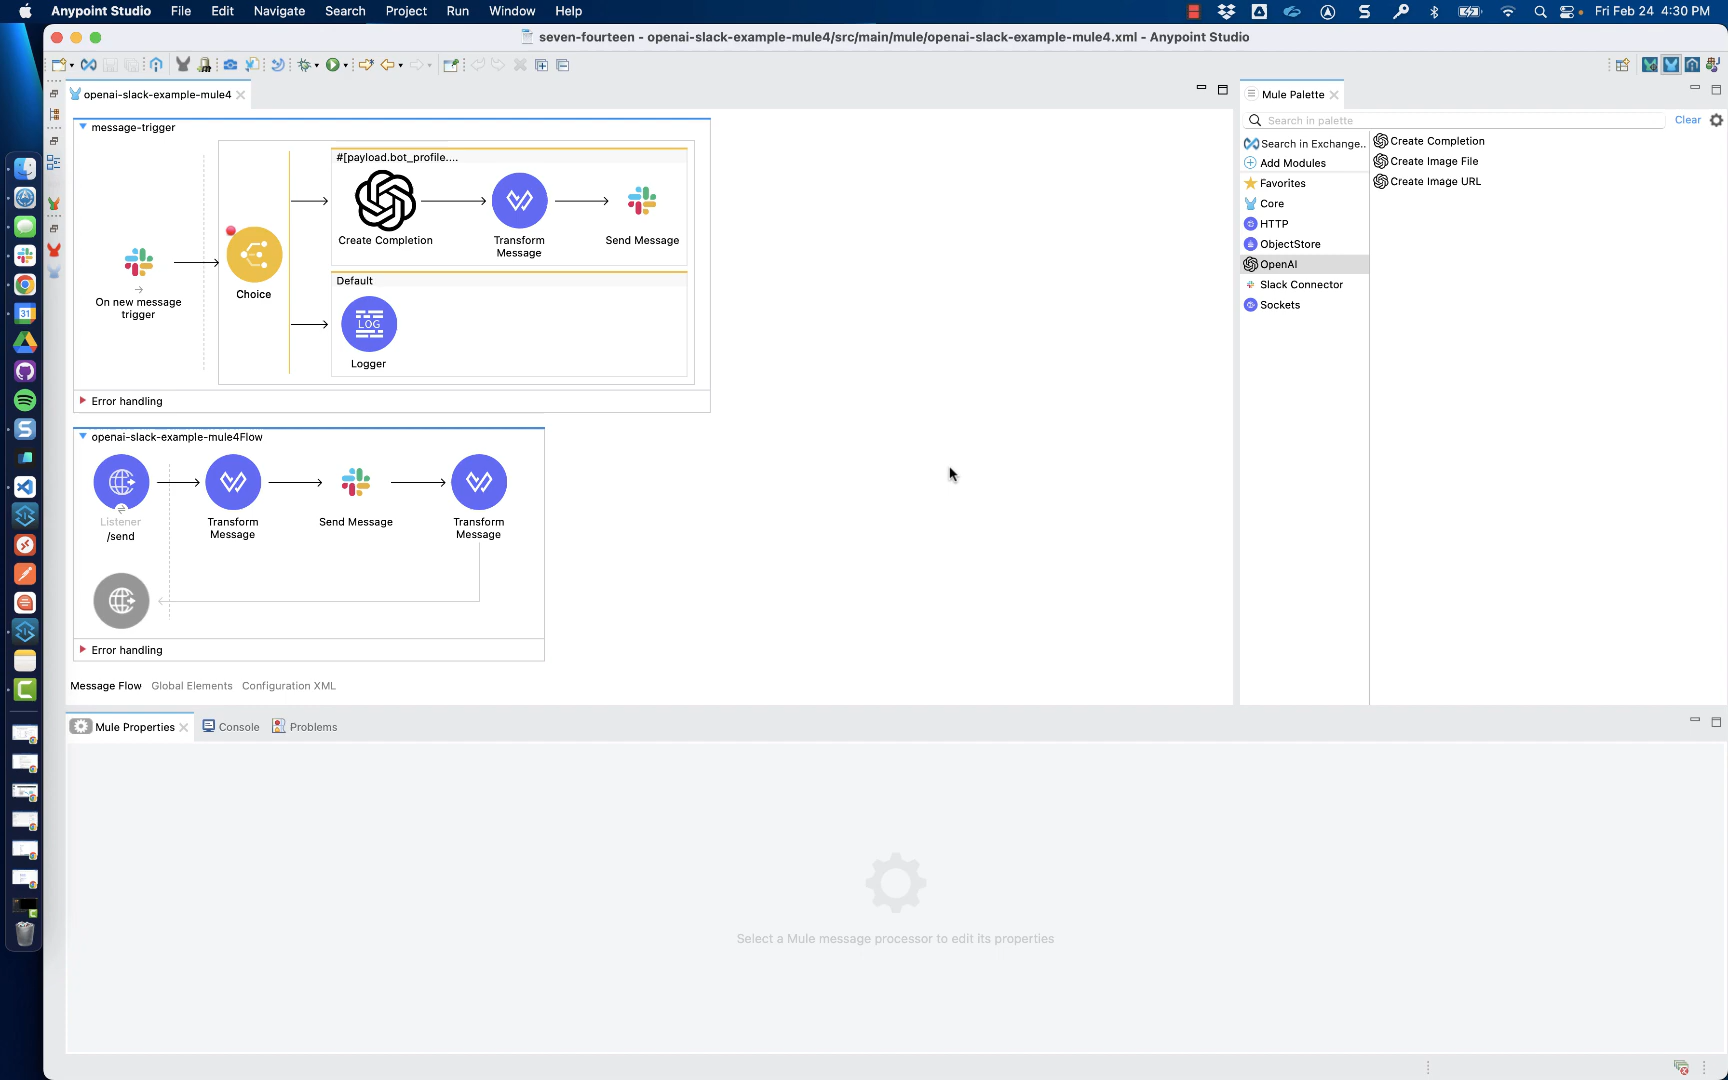 Anypoint Studio File Edit Navigate Search Project Run Window Help Fri Feb 24 4:30 PM
seven-fourteen - openai-slack-example-mule4/src/main/mule/openai-slack-example-mule4.xml - Anypoint Studio
openai-slack-example-mule4
Mule Palette
Search in palette
Clear
message-trigger
#[payload.bot_profile....
Create Completion
Transform
Message
Send Message
On new message
trigger
Choice
Default
LOG
Logger
Error handling
openai-slack-example-mule4Flow
Listener
/send
Transform
Message
Send Message
Transform
Message
Error handling
Message Flow Global Elements Configuration XML
Search in Exchange..
Add Modules
Favorites
Core
HTTP
ObjectStore
OpenAI
Slack Connector
Sockets
Create Completion
Create Image File
Create Image URL
Mule Properties
Console
Problems
Select a Mule message processor to edit its properties